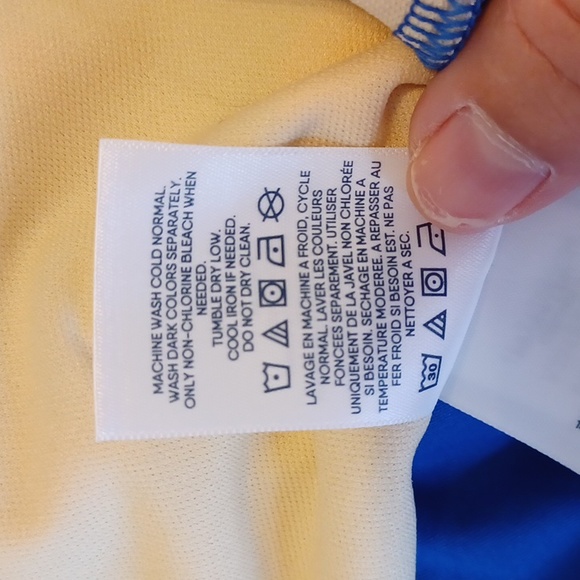 MACHINE WASH COLD NORMAL.
WASH DARK COLORS SEPARATELY.
ONLY NON-CHLORINE BLEACH WHEN
NEEDED.
TUMBLE DRY LOW.
COOL IRON IF NEEDED.
DO NOT DRY CLEAN.
LAVAGE EN MACHINE A FROID, CYCLE
NORMAL. LAVER LES COULEURS
FONCEES SEPAREMENT. UTILISER
UNIQUEMENT DE LA JAVEL NON CHLORÉE
SI BESOIN. SECHAGE EN MACHINE A
TEMPERATURE MODEREE. A REPASSER AU
FER FROID SI BESOIN EST. NE PAS
NETTOYER A SEC.
30